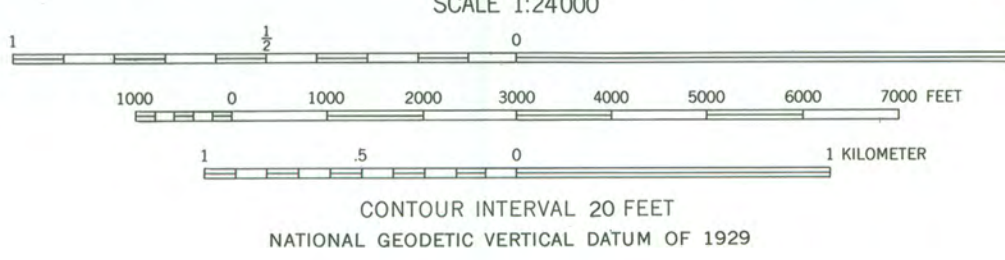 SCALE 1:24000
1 ½ 0
1000 0 1000 2000 3000 4000 5000 6000 7000 FEET
1 .5 0 1 KILOMETER
CONTOUR INTERVAL 20 FEET
NATIONAL GEODETIC VERTICAL DATUM OF 1929